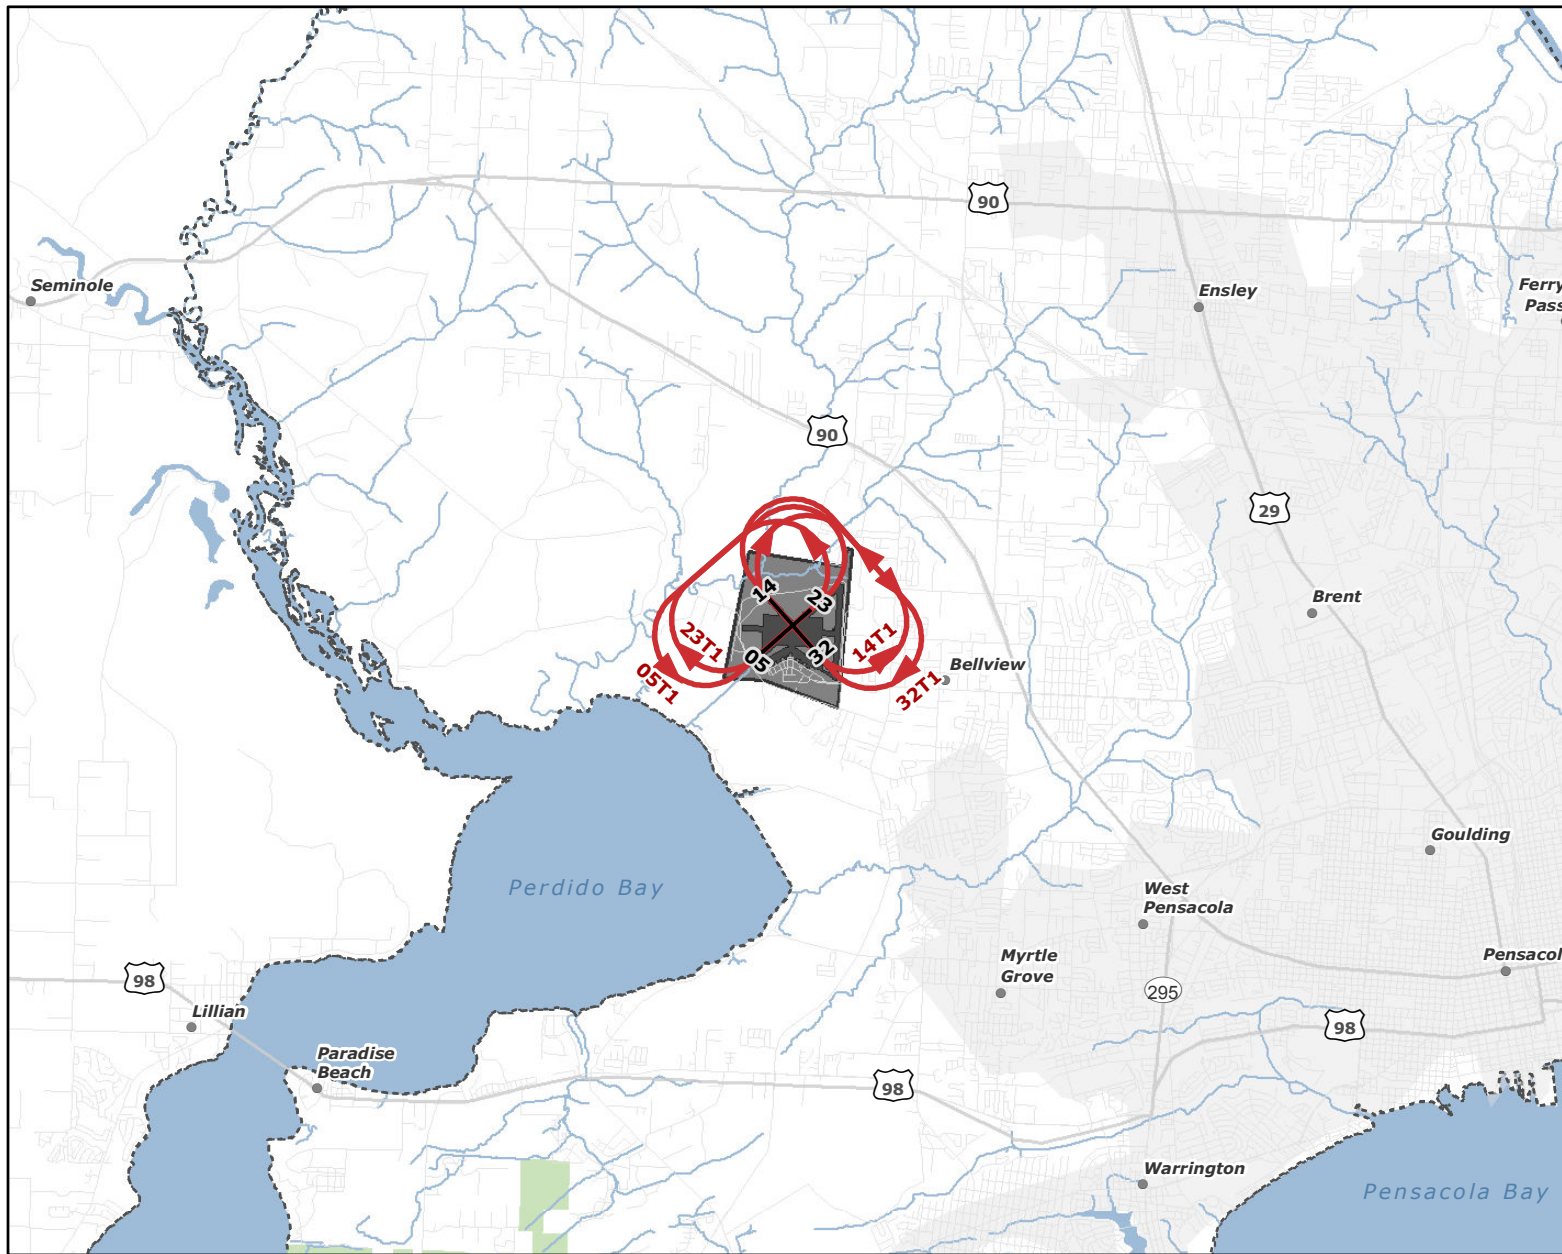 90
Seminole
Ensley
Ferry
Pass
90
29
14
23
Brent
23T1
05
32
14T1
05T1
32T1
Bellview
Goulding
Perdido Bay
West
Pensacola
Myrtle
Grove
Pensacol
98
295
Lillian
98
Paradise
Beach
98
Warrington
Pensacola Bay